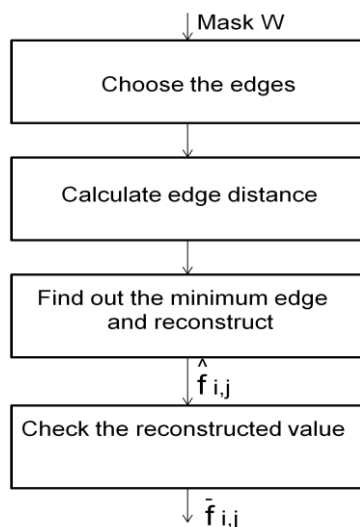 Mask W
Choose the edges
Calculate edge distance
Find out the minimum edge
and reconstruct
f̂ i,j
Check the reconstructed value
f̄ i,j